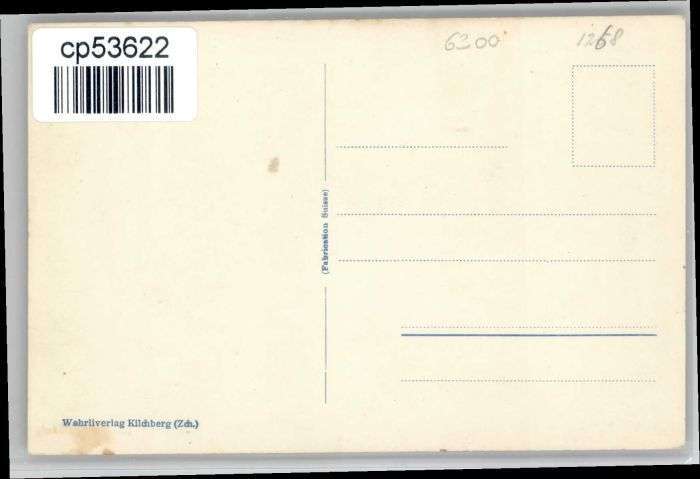 cp53622
6300
1268
(Fabrication Suisse)
Wehrliverlag Kilchberg (Zch.)